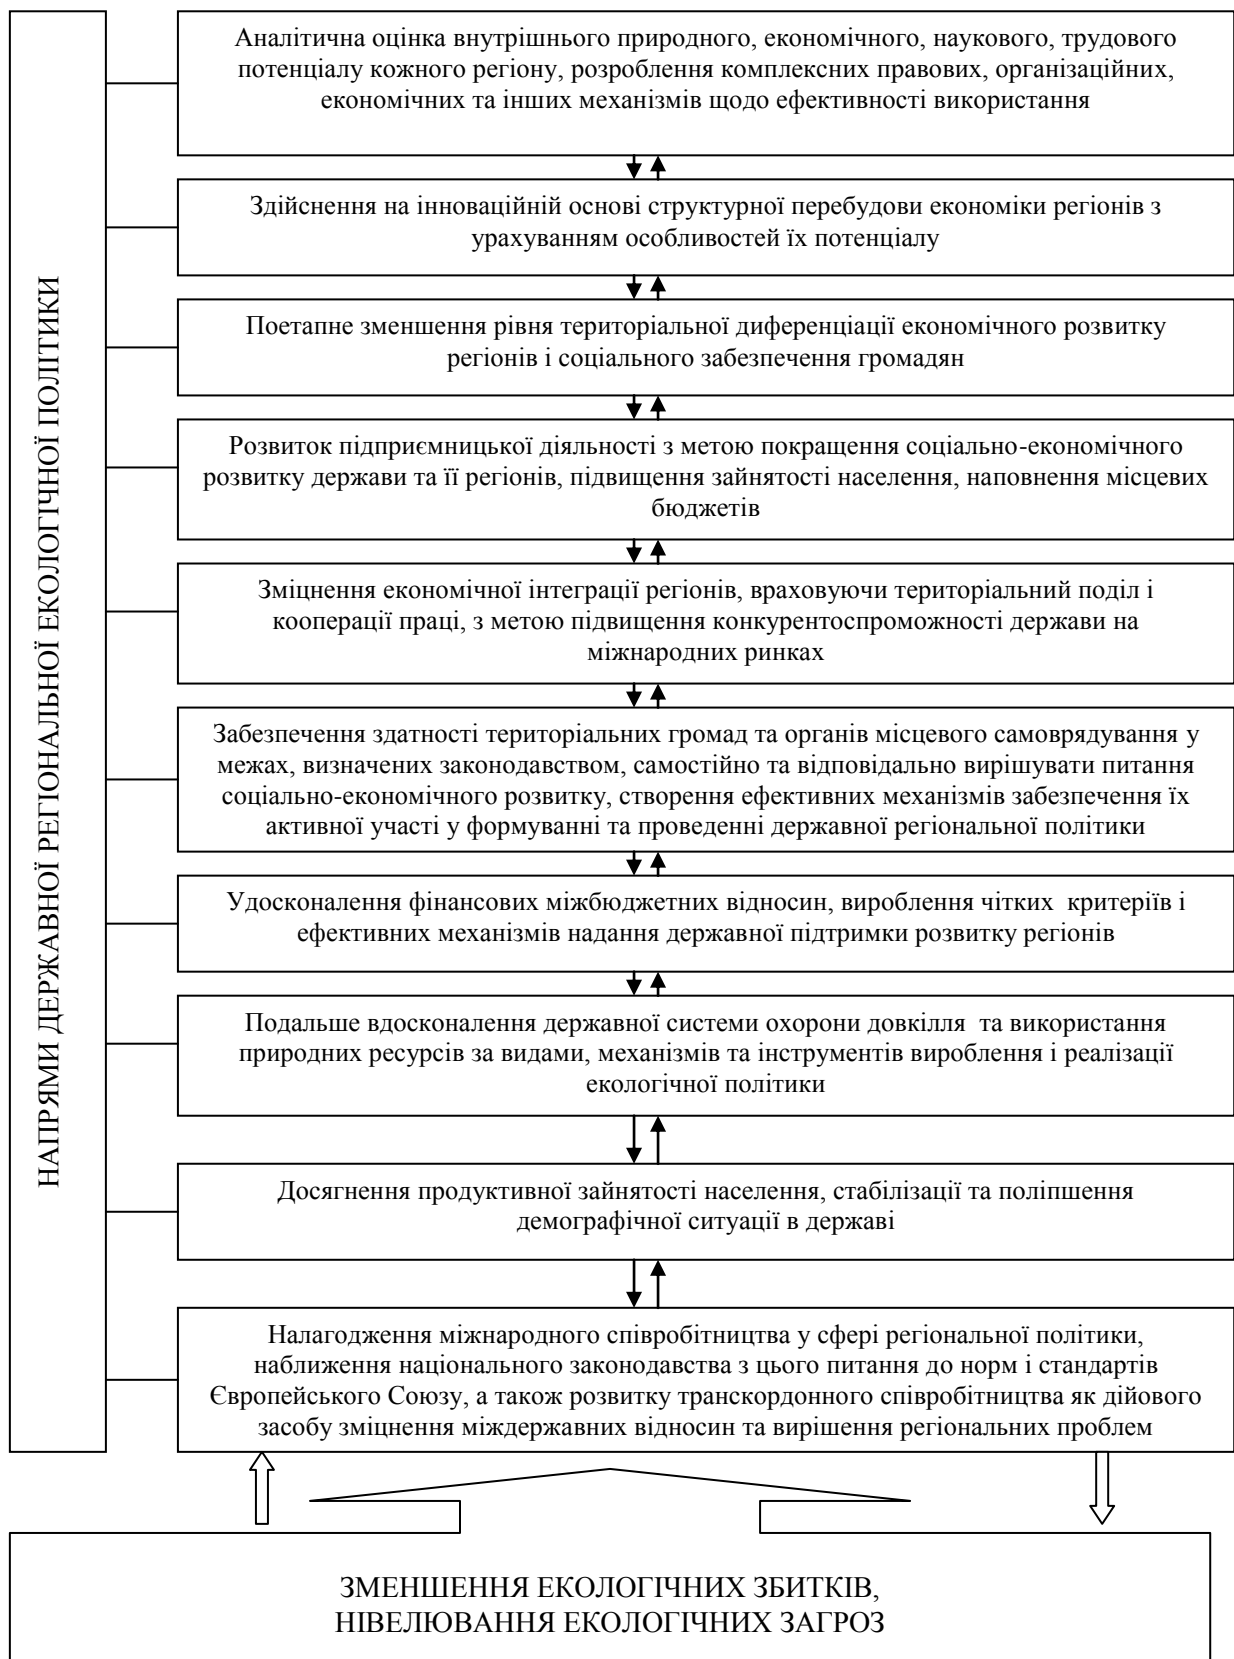 НАПРЯМИ ДЕРЖАВНОЇ РЕГІОНАЛЬНОЇ ЕКОЛОГІЧНОЇ ПОЛІТИКИ
Аналітична оцінка внутрішнього природного, економічного, наукового, трудового
потенціалу кожного регіону, розроблення комплексних правових, організаційних,
економічних та інших механізмів щодо ефективності використання
Здійснення на інноваційній основі структурної перебудови економіки регіонів з
урахуванням особливостей їх потенціалу
Поетапне зменшення рівня територіальної диференціації економічного розвитку
регіонів і соціального забезпечення громадян
Розвиток підприємницької діяльності з метою покращення соціально-економічного
розвитку держави та її регіонів, підвищення зайнятості населення, наповнення місцевих
бюджетів
Зміцнення економічної інтеграції регіонів, враховуючи територіальний поділ і
кооперації праці, з метою підвищення конкурентоспроможності держави на
міжнародних ринках
Забезпечення здатності територіальних громад та органів місцевого самоврядування у
межах, визначених законодавством, самостійно та відповідально вирішувати питання
соціально-економічного розвитку, створення ефективних механізмів забезпечення їх
активної участі у формуванні та проведенні державної регіональної політики
Удосконалення фінансових міжбюджетних відносин, вироблення чітких критеріїв і
ефективних механізмів надання державної підтримки розвитку регіонів
Подальше вдосконалення державної системи охорони довкілля та використання
природних ресурсів за видами, механізмів та інструментів вироблення і реалізації
екологічної політики
Досягнення продуктивної зайнятості населення, стабілізації та поліпшення
демографічної ситуації в державі
Налагодження міжнародного співробітництва у сфері регіональної політики,
наближення національного законодавства з цього питання до норм і стандартів
Європейського Союзу, а також розвитку транскордонного співробітництва як дійового
засобу зміцнення міждержавних відносин та вирішення регіональних проблем
ЗМЕНШЕННЯ ЕКОЛОГІЧНИХ ЗБИТКІВ,
НІВЕЛЮВАННЯ ЕКОЛОГІЧНИХ ЗАГРОЗ